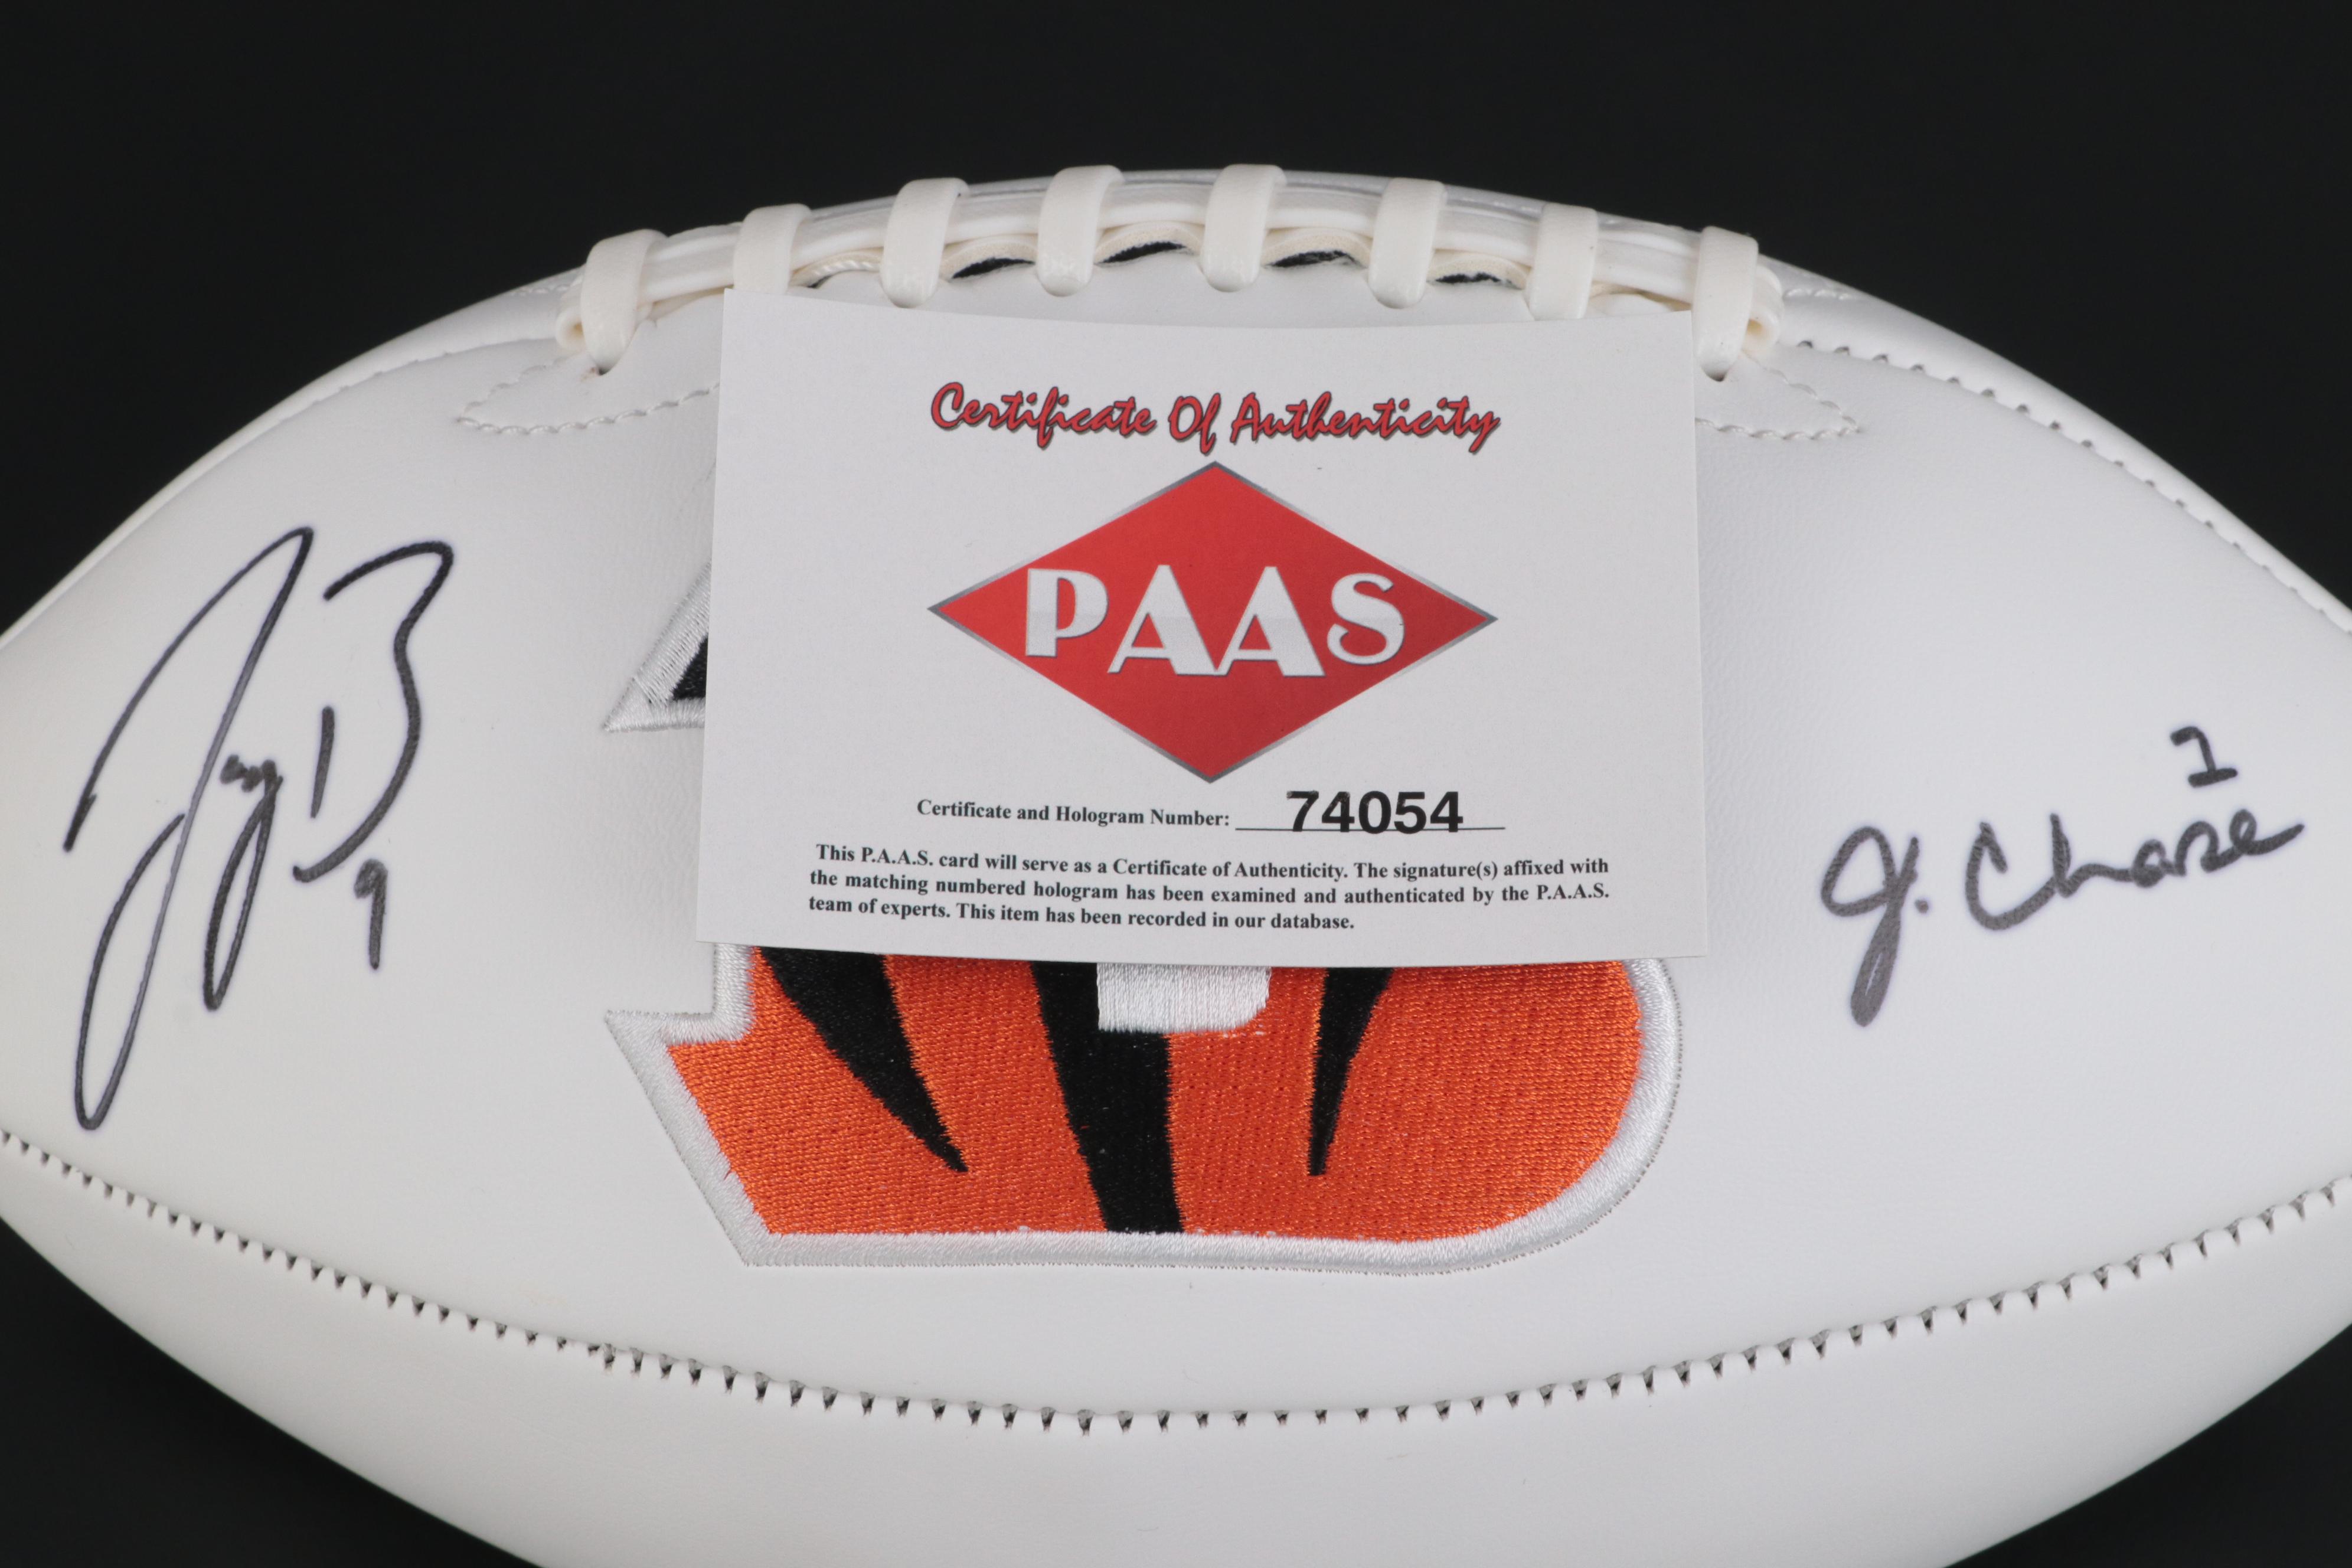 Certificate Of Authenticity
PAAS
Certificate and Hologram Number: 74054
This P.A.A.S. card will serve as a Certificate of Authenticity. The signature(s) affixed with
the matching numbered hologram has been examined and authenticated by the P.A.A.S.
team of experts. This item has been recorded in our database.
9
1
J. Chase